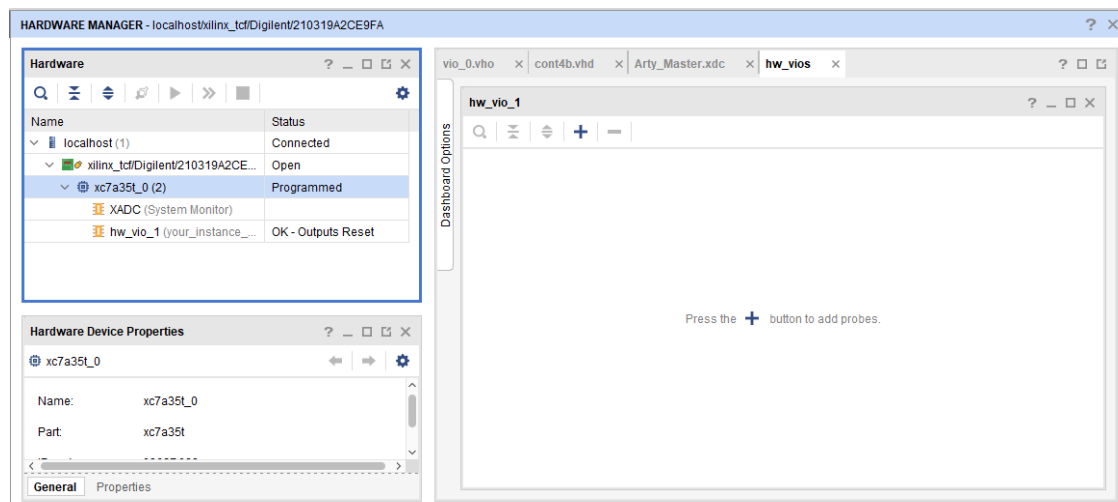 HARDWARE MANAGER - localhost/xilinx_tcf/Digilent/210319A2CE9FA
Hardware
Name Status
localhost (1) Connected
xilinx_tcf/Digilent/210319A2CE... Open
xc7a35t_0 (2) Programmed
XADC (System Monitor)
hw_vio_1 (your_instance_... OK - Outputs Reset
Hardware Device Properties
xc7a35t_0
Name: xc7a35t_0
Part: xc7a35t
General Properties
vio_0.vho cont4b.vhd Arty_Master.xdc hw_vios
Dashboard Options
hw_vio_1
Press the + button to add probes.